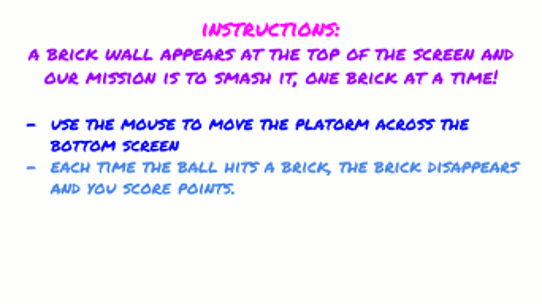 INSTRUCTIONS:
A BRICK WALL APPEARS AT THE TOP OF THE SCREEN AND
OUR MISSION IS TO SMASH IT, ONE BRICK AT A TIME!
- USE THE MOUSE TO MOVE THE PLATORM ACROSS THE
BOTTOM SCREEN
- EACH TIME THE BALL HITS A BRICK, THE BRICK DISAPPEARS
AND YOU SCORE POINTS.